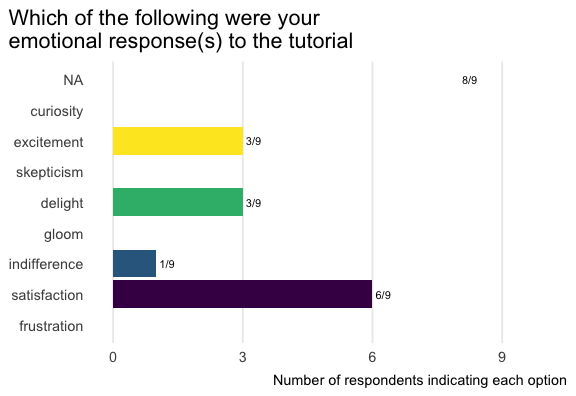 Which of the following were your
emotional response(s) to the tutorial
NA 8/9
curiosity
excitement 3/9
skepticism
delight 3/9
gloom
indifference 1/9
satisfaction 6/9
frustration
0 3 6 9
Number of respondents indicating each option